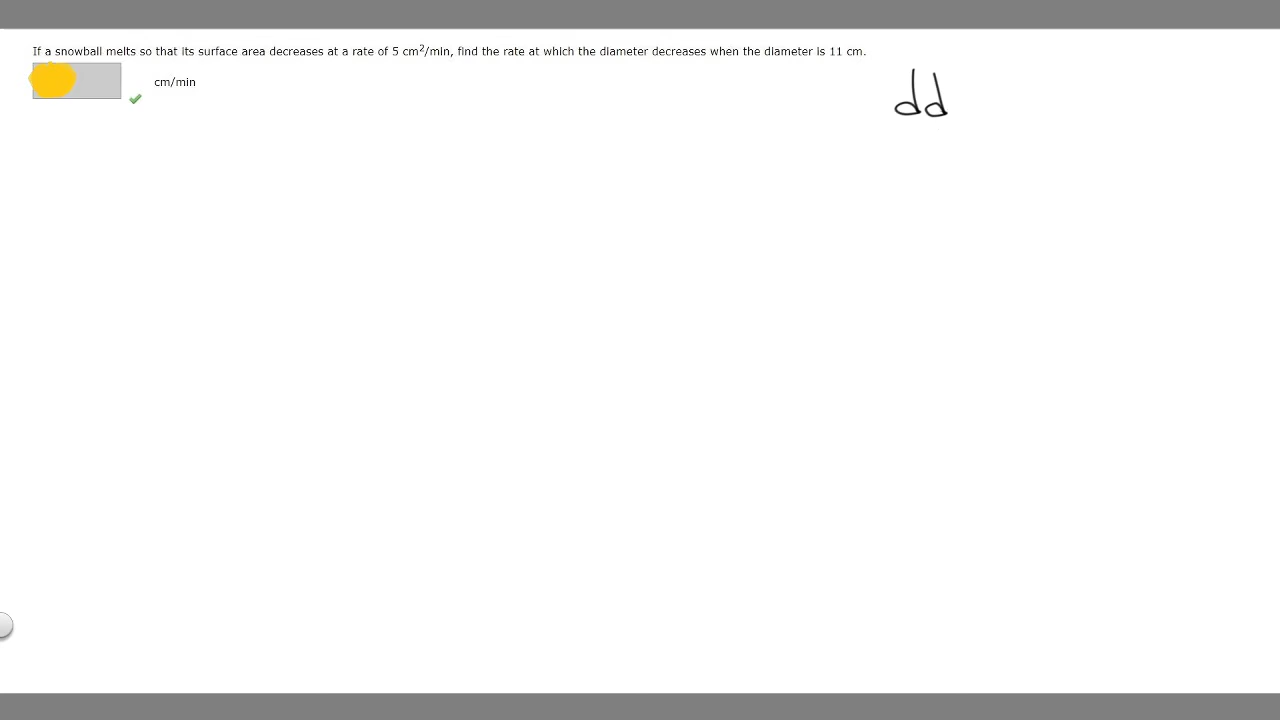 If a snowball melts so that its surface area decreases at a rate of 5 cm²/min, find the rate at which the diameter decreases when the diameter is 11 cm.
cm/min
dd